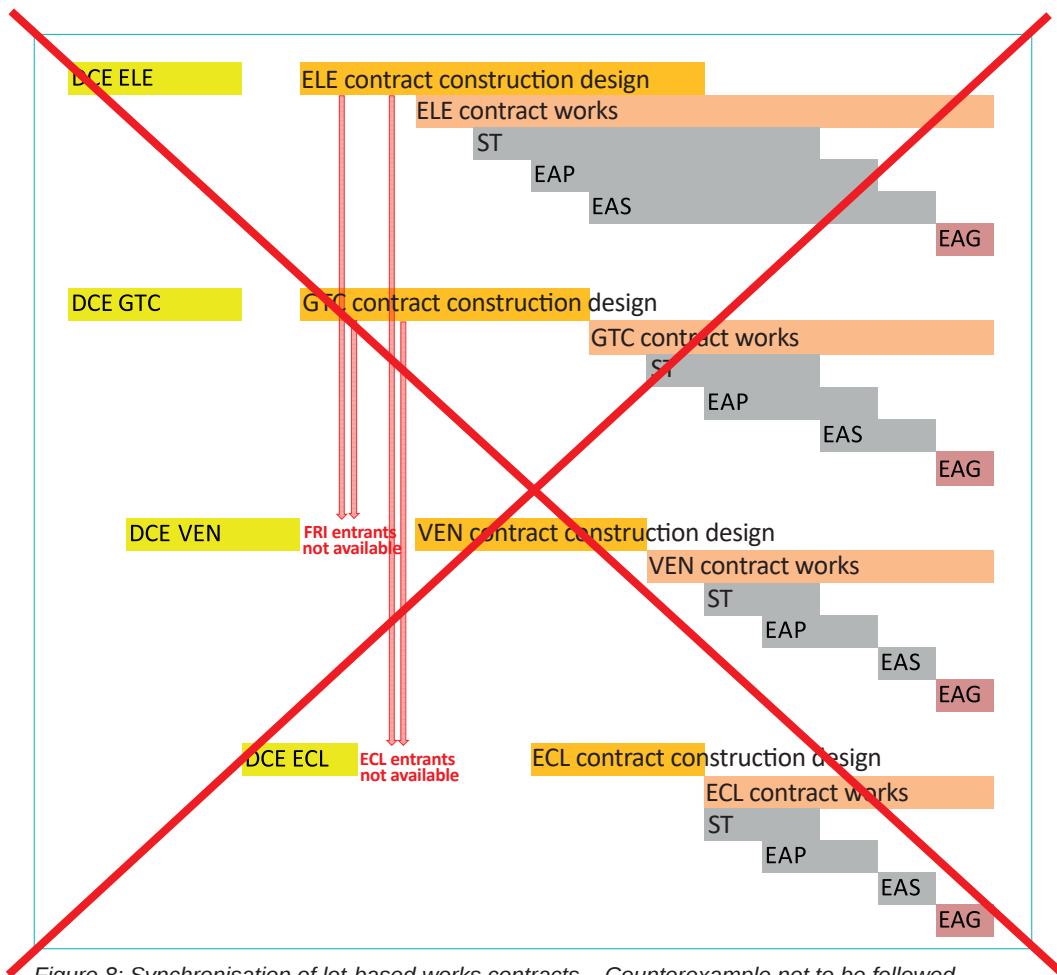 DCE ELE
ELE contract construction design
ELE contract works
ST
EAP
EAS
EAG
DCE GTC
GTC contract construction design
GTC contract works
ST
EAP
EAS
EAG
DCE VEN
FRI entrants
not available
VEN contract construction design
VEN contract works
ST
EAP
EAS
EAG
DCE ECL
ECL entrants
not available
ECL contract construction design
ECL contract works
ST
EAP
EAS
EAG
Figure 8: Synchronisation of lot-based works contracts – Counterexample not to be followed